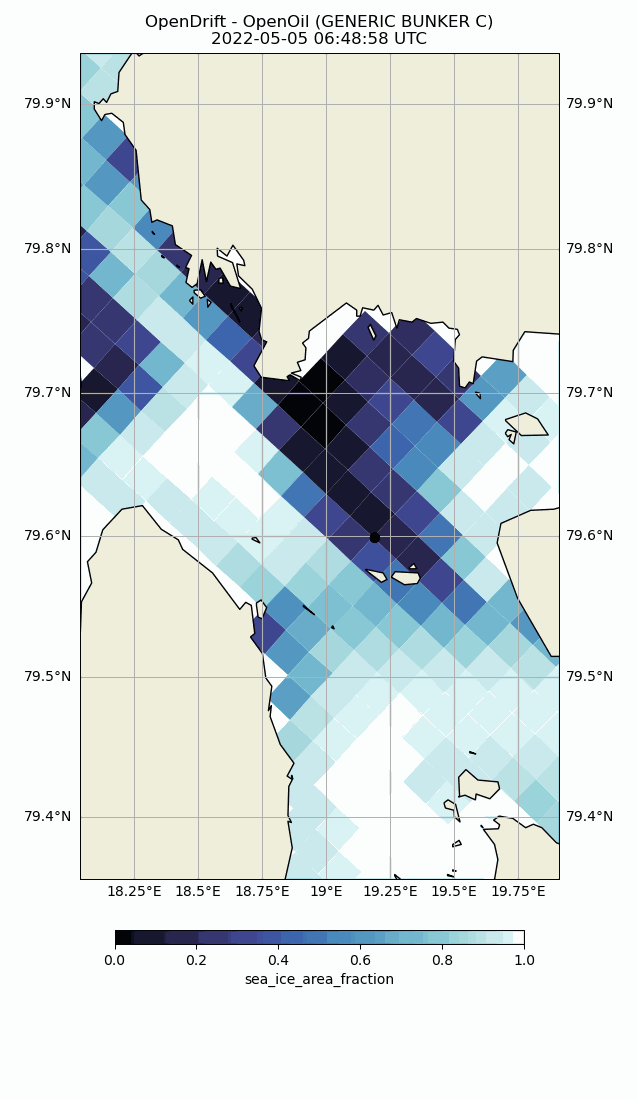 OpenDrift - OpenOil (GENERIC BUNKER C)
2022-05-05 06:48:58 UTC
79.9°N 79.9°N
79.8°N 79.8°N
79.7°N 79.7°N
79.6°N 79.6°N
79.5°N 79.5°N
79.4°N 79.4°N
18.25°E 18.5°E 18.75°E 19°E 19.25°E 19.5°E 19.75°E
0.0 0.2 0.4 0.6 0.8 1.0
sea_ice_area_fraction